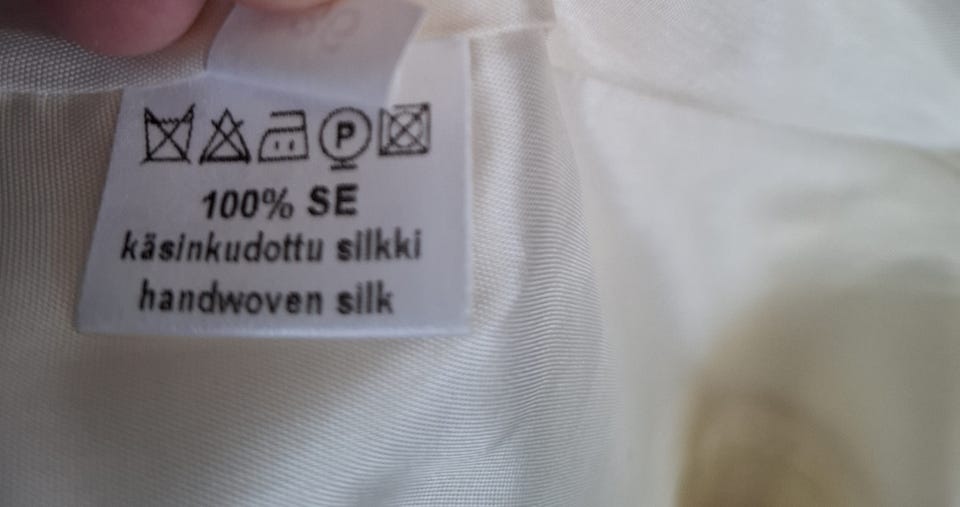 P
100% SE
käsinkudottu silkki
handwoven silk